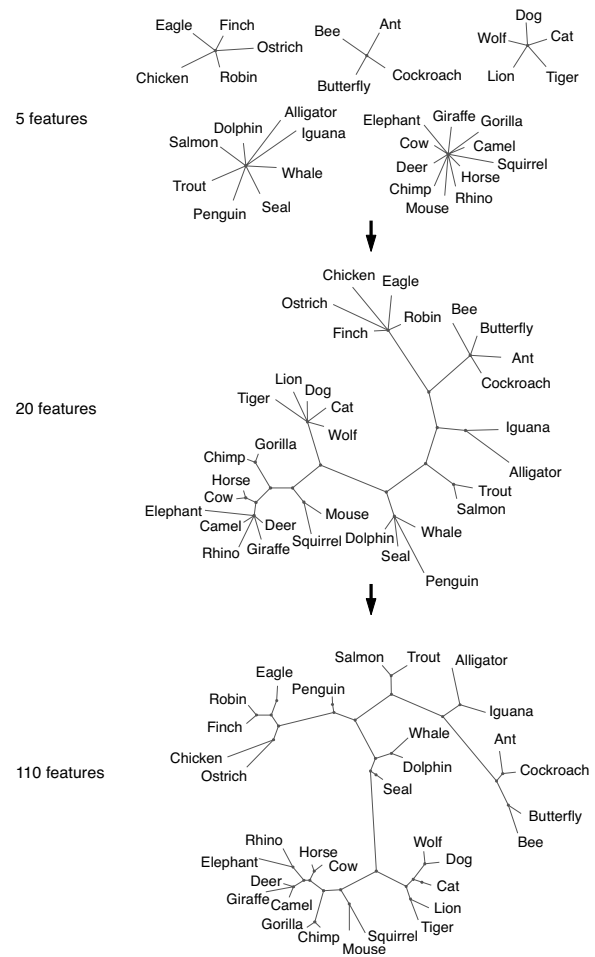 Eagle
Finch
Ostrich
Chicken
Robin
Bee
Ant
Butterfly
Cockroach
Dog
Wolf
Cat
Lion
Tiger
5 features
Alligator
Dolphin
Iguana
Salmon
Whale
Trout
Seal
Penguin
Elephant
Giraffe
Gorilla
Cow
Camel
Squirrel
Deer
Horse
Chimp
Rhino
Mouse
20 features
Chicken
Eagle
Ostrich
Robin
Finch
Bee
Butterfly
Ant
Cockroach
Lion
Dog
Tiger
Cat
Wolf
Iguana
Alligator
Gorilla
Chimp
Horse
Cow
Elephant
Camel
Deer
Rhino
Giraffe
Mouse
Squirrel
Dolphin
Whale
Seal
Penguin
Trout
Salmon
110 features
Salmon
Trout
Alligator
Eagle
Penguin
Robin
Finch
Iguana
Chicken
Ostrich
Whale
Dolphin
Seal
Ant
Cockroach
Butterfly
Bee
Rhino
Horse
Elephant
Cow
Deer
Giraffe
Camel
Gorilla
Chimp
Mouse
Squirrel
Wolf
Dog
Cat
Lion
Tiger